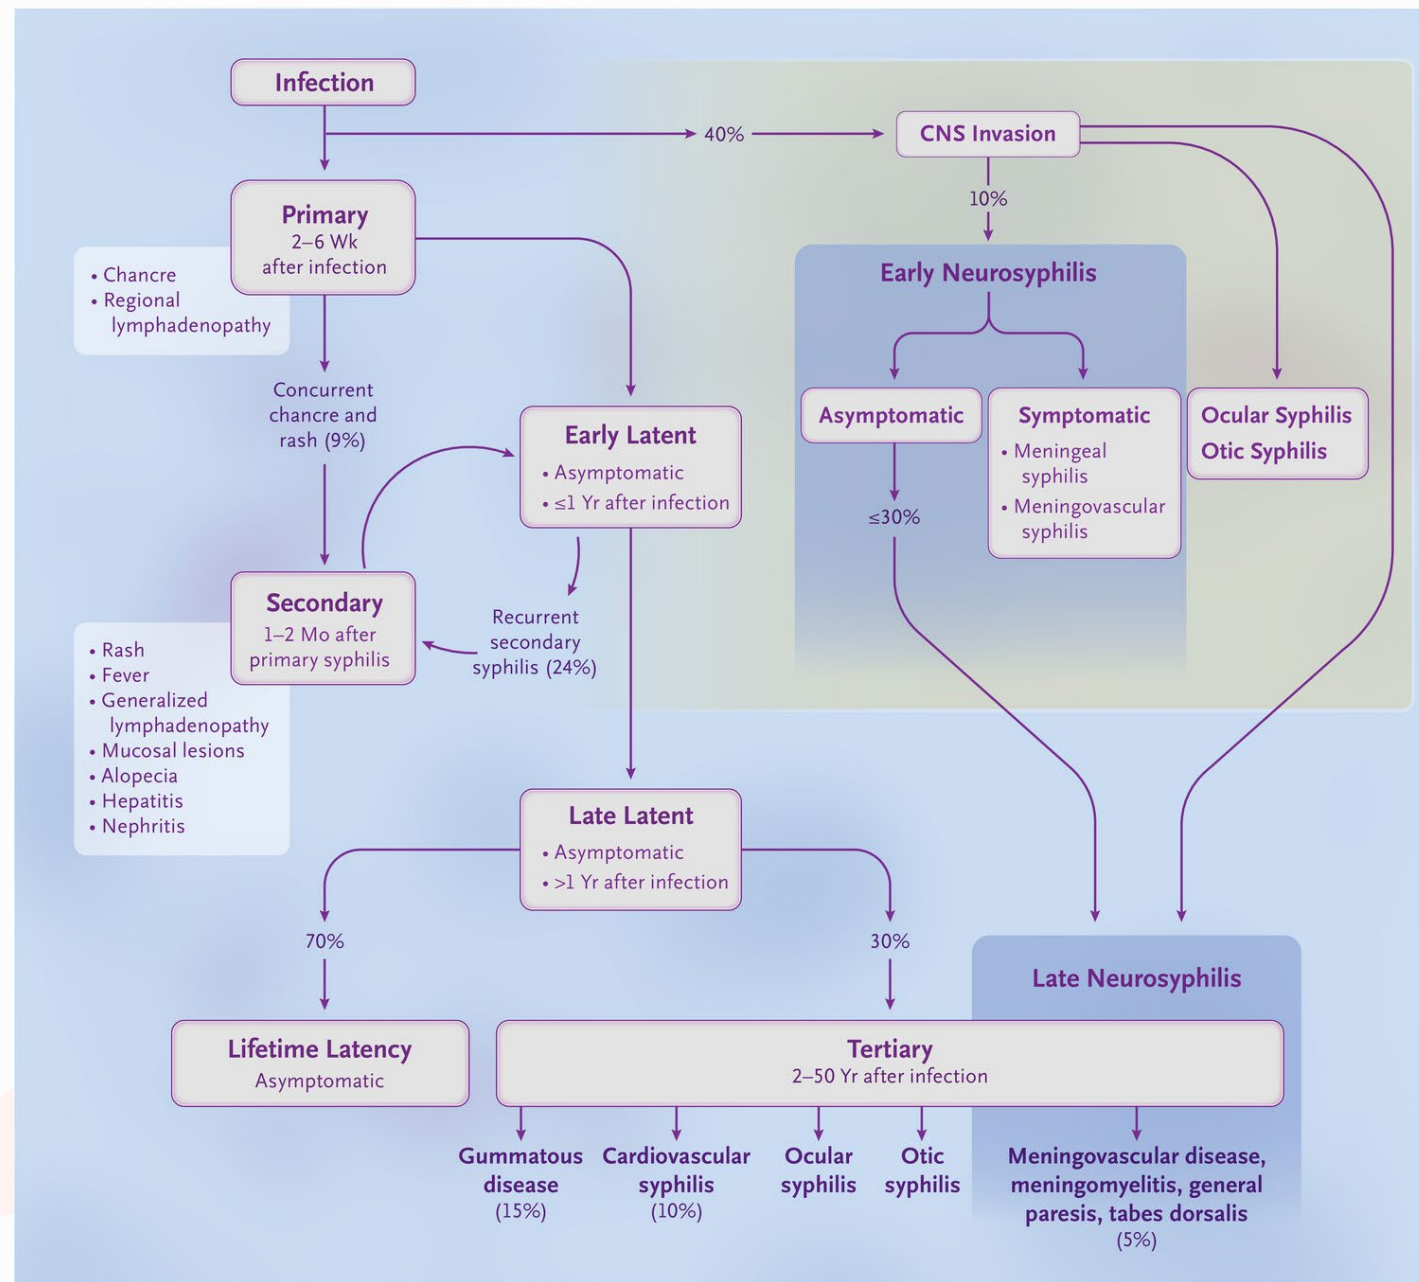 Infection
40%
CNS Invasion
10%
Primary
2–6 Wk
after infection
• Chancre
• Regional
lymphadenopathy
Early Neurosyphilis
Concurrent
chancre and
rash (9%)
Early Latent
• Asymptomatic
• ≤1 Yr after infection
Asymptomatic
≤30%
Symptomatic
• Meningeal
syphilis
• Meningovascular
syphilis
Ocular Syphilis
Otic Syphilis
Secondary
1–2 Mo after
primary syphilis
Recurrent
secondary
syphilis (24%)
• Rash
• Fever
• Generalized
lymphadenopathy
• Mucosal lesions
• Alopecia
• Hepatitis
• Nephritis
Late Latent
• Asymptomatic
• >1 Yr after infection
70%
30%
Late Neurosyphilis
Lifetime Latency
Asymptomatic
Tertiary
2–50 Yr after infection
Gummatous
disease
(15%)
Cardiovascular
syphilis
(10%)
Ocular
syphilis
Otic
syphilis
Meningovascular disease,
meningomyelitis, general
paresis, tabes dorsalis
(5%)